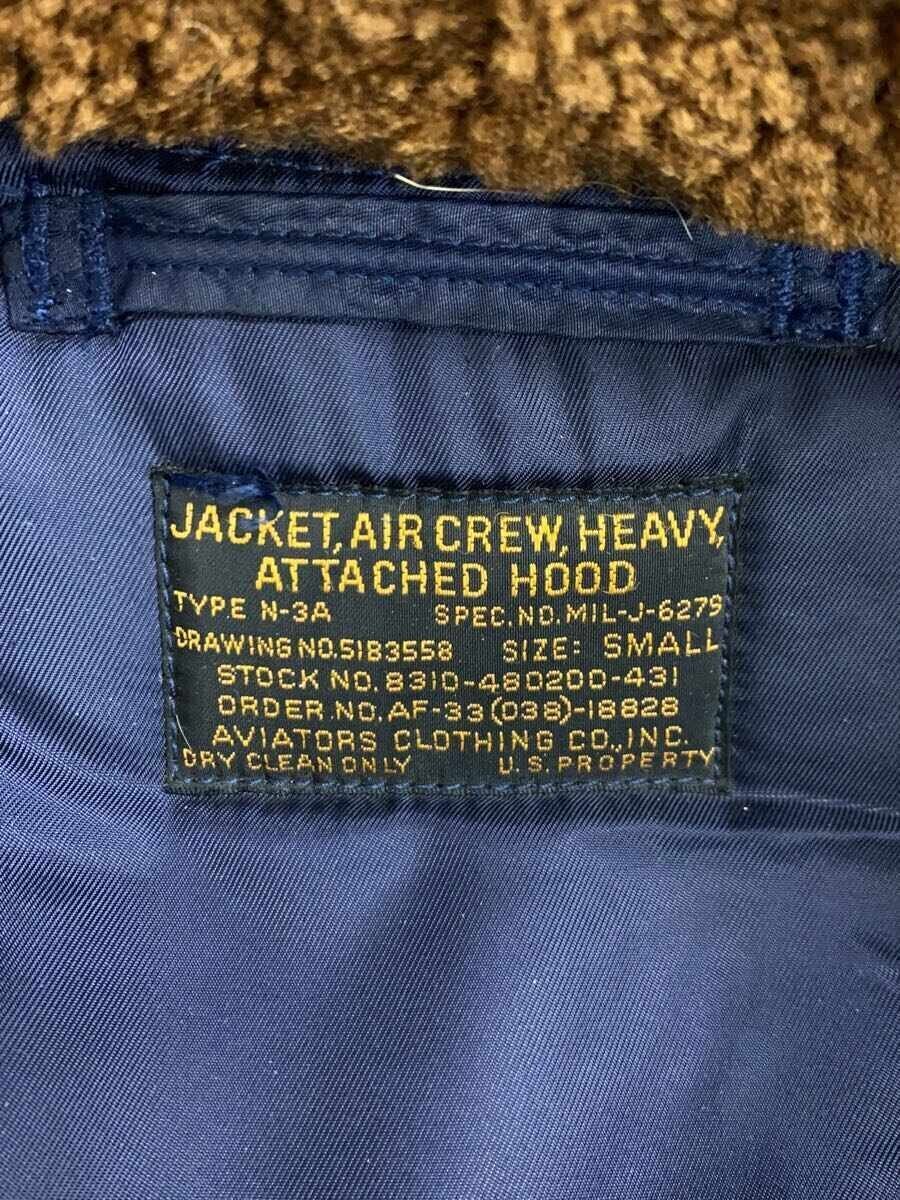 JACKET, AIR CREW, HEAVY,
ATTACHED HOOD
TYPE N-3A SPEC. NO. MIL-J-6279
DRAWING NO. 5183558 SIZE: SMALL
STOCK NO. 8310-480200-431
ORDER NO. AF-33(038)-18828
AVIATORS CLOTHING CO., INC.
DRY CLEAN ONLY U.S. PROPERTY